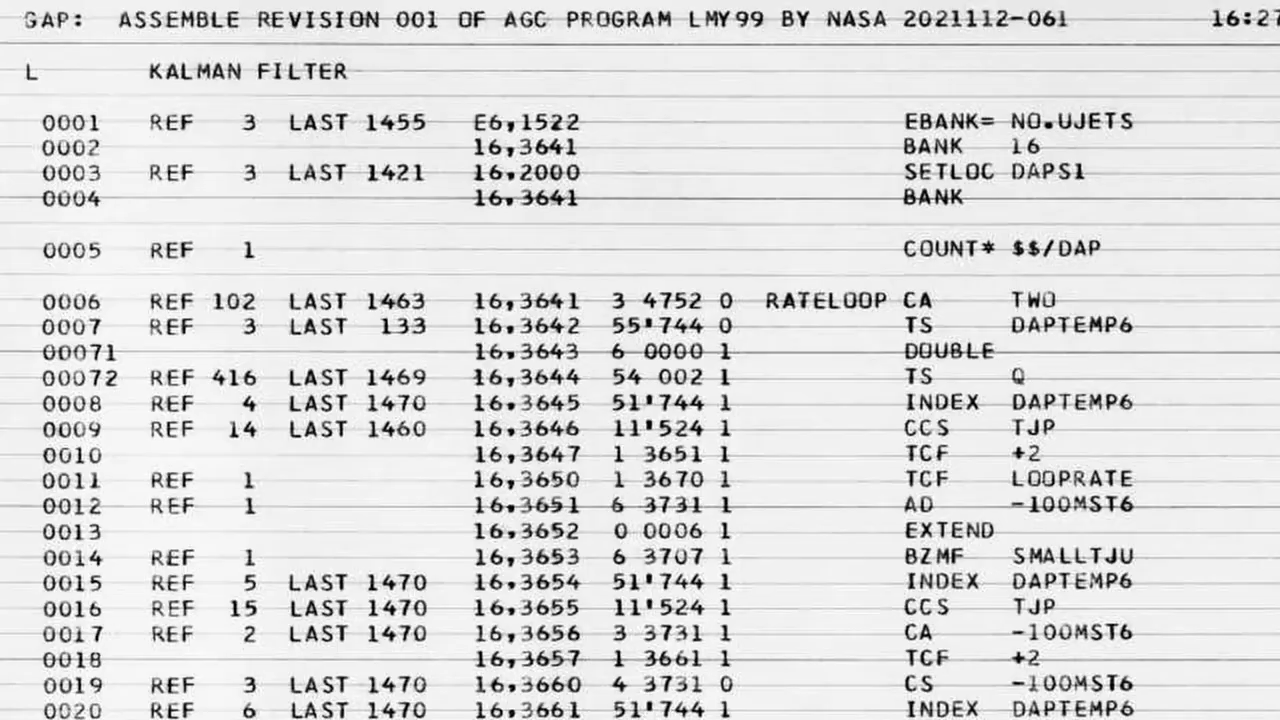 GAP: ASSEMBLE REVISION 001 OF AGC PROGRAM LMY99 BY NASA 2021112-061 16:27
L KALMAN FILTER
0001 REF 3 LAST 1455 E6,1522 EBANK= NO.UJETS
0002 16,3641 BANK 16
0003 REF 3 LAST 1421 16,2000 SETLOC DAPS1
0004 16,3641 BANK
0005 REF 1 COUNT* $$/DAP
0006 REF 102 LAST 1463 16,3641 3 4752 0 RATELOOP CA TWO
0007 REF 3 LAST 133 16,3642 55'744 0 TS DAPTEMP6
00071 16,3643 6 0000 1 DOUBLE
00072 REF 416 LAST 1469 16,3644 54 002 1 TS Q
0008 REF 4 LAST 1470 16,3645 51'744 1 INDEX DAPTEMP6
0009 REF 14 LAST 1460 16,3646 11'524 1 CCS TJP
0010 16,3647 1 3651 1 TCF +2
0011 REF 1 16,3650 1 3670 1 TCF LOOPRATE
0012 REF 1 16,3651 6 3731 1 AD -100MST6
0013 16,3652 0 0006 1 EXTEND
0014 REF 1 16,3653 6 3707 1 BZMF SMALLTJU
0015 REF 5 LAST 1470 16,3654 51'744 1 INDEX DAPTEMP6
0016 REF 15 LAST 1470 16,3655 11'524 1 CCS TJP
0017 REF 2 LAST 1470 16,3656 3 3731 1 CA -100MST6
0018 16,3657 1 3661 1 TCF +2
0019 REF 3 LAST 1470 16,3660 4 3731 0 CS -100MST6
0020 REF 6 LAST 1470 16,3661 51'744 1 INDEX DAPTEMP6